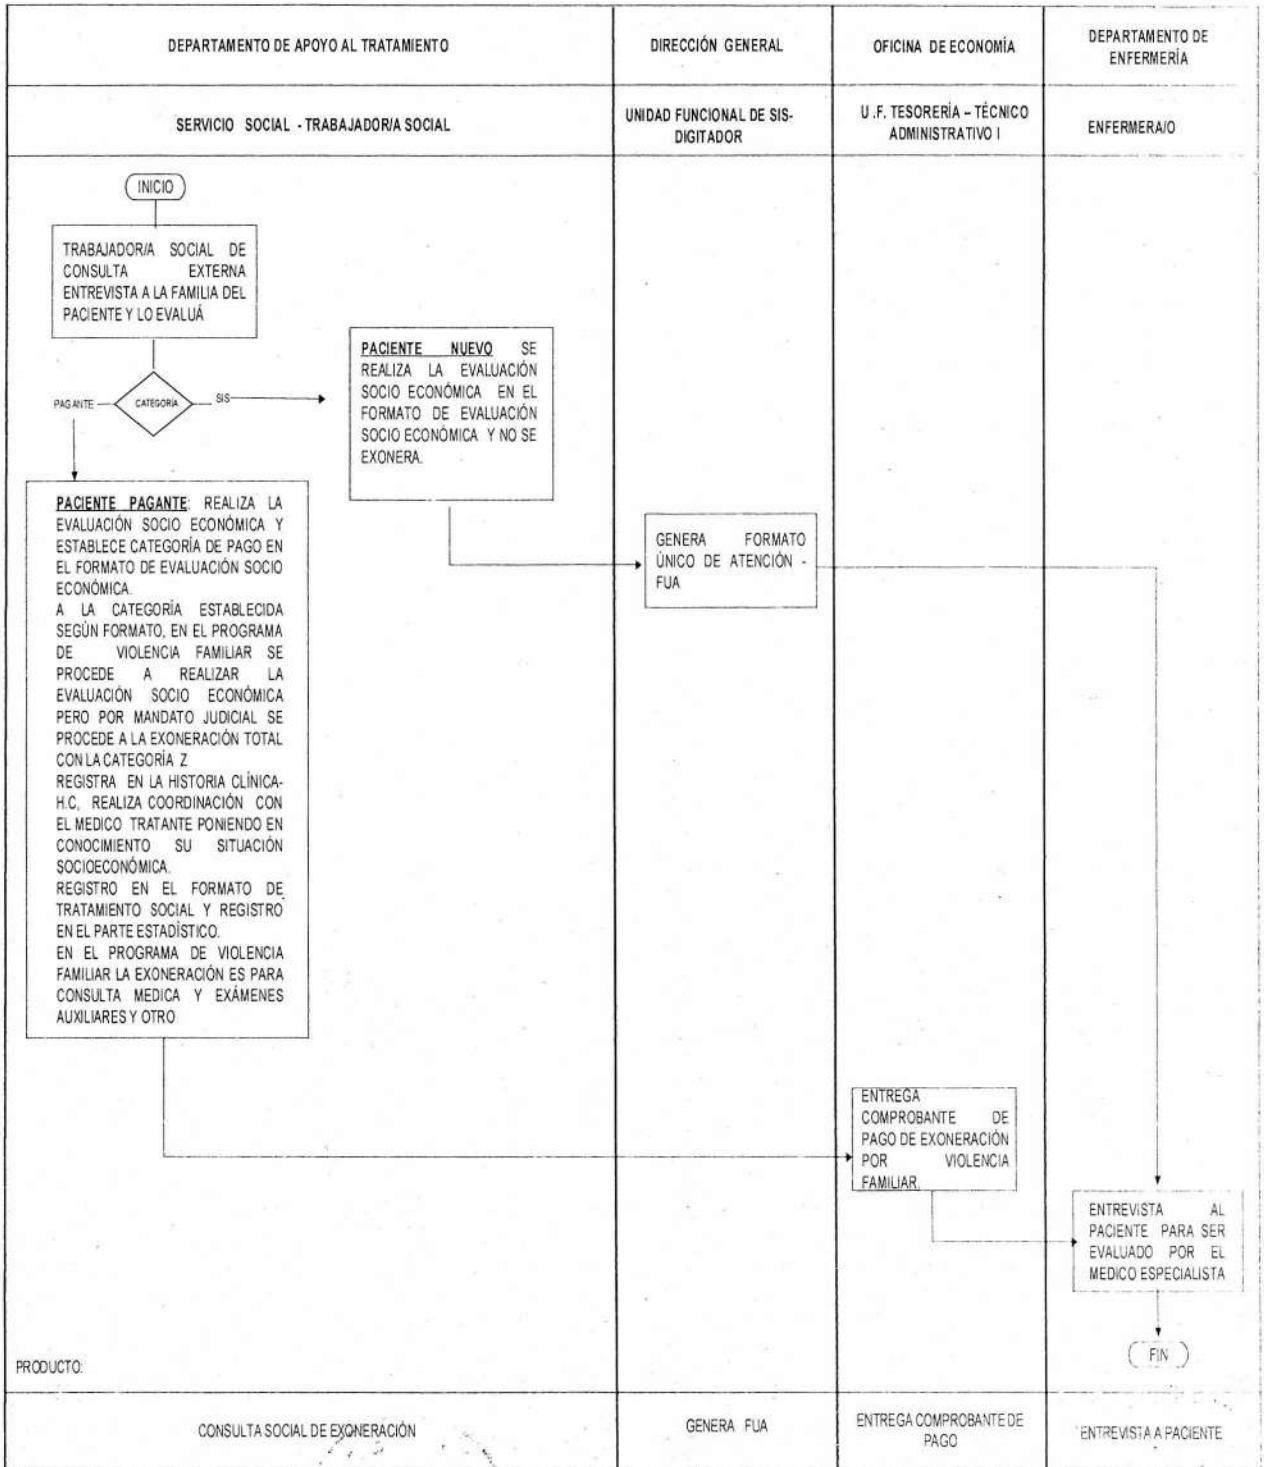 DEPARTAMENTO DE APOYO AL TRATAMIENTO
DIRECCIÓN GENERAL
OFICINA DE ECONOMÍA
DEPARTAMENTO DE
ENFERMERÍA
SERVICIO SOCIAL - TRABAJADOR/A SOCIAL
UNIDAD FUNCIONAL DE SIS-
DIGITADOR
U.F. TESORERÍA – TÉCNICO
ADMINISTRATIVO I
ENFERMERA/O
INICIO
TRABAJADOR/A SOCIAL DE
CONSULTA EXTERNA
ENTREVISTA A LA FAMILIA DEL
PACIENTE Y LO EVALUÁ
PAGANTE
CATEGORÍA
SIS
PACIENTE NUEVO SE
REALIZA LA EVALUACIÓN
SOCIO ECONÓMICA EN EL
FORMATO DE EVALUACIÓN
SOCIO ECONÓMICA Y NO SE
EXONERA.
PACIENTE PAGANTE: REALIZA LA
EVALUACIÓN SOCIO ECONÓMICA Y
ESTABLECE CATEGORÍA DE PAGO EN
EL FORMATO DE EVALUACIÓN SOCIO
ECONÓMICA.
A LA CATEGORÍA ESTABLECIDA
SEGÚN FORMATO, EN EL PROGRAMA
DE VIOLENCIA FAMILIAR SE
PROCEDE A REALIZAR LA
EVALUACIÓN SOCIO ECONÓMICA
PERO POR MANDATO JUDICIAL SE
PROCEDE A LA EXONERACIÓN TOTAL
CON LA CATEGORÍA Z
REGISTRA EN LA HISTORIA CLÍNICA-
H.C, REALIZA COORDINACIÓN CON
EL MEDICO TRATANTE PONIENDO EN
CONOCIMIENTO SU SITUACIÓN
SOCIOECONÓMICA.
REGISTRO EN EL FORMATO DE
TRATAMIENTO SOCIAL Y REGISTRO
EN EL PARTE ESTADÍSTICO.
EN EL PROGRAMA DE VIOLENCIA
FAMILIAR LA EXONERACIÓN ES PARA
CONSULTA MEDICA Y EXÁMENES
AUXILIARES Y OTRO
GENERA FORMATO
ÚNICO DE ATENCIÓN -
FUA
ENTREGA
COMPROBANTE DE
PAGO DE EXONERACIÓN
POR VIOLENCIA
FAMILIAR.
ENTREVISTA AL
PACIENTE PARA SER
EVALUADO POR EL
MEDICO ESPECIALISTA
FIN
PRODUCTO:
CONSULTA SOCIAL DE EXONERACIÓN
GENERA FUA
ENTREGA COMPROBANTE DE
PAGO
ENTREVISTA A PACIENTE